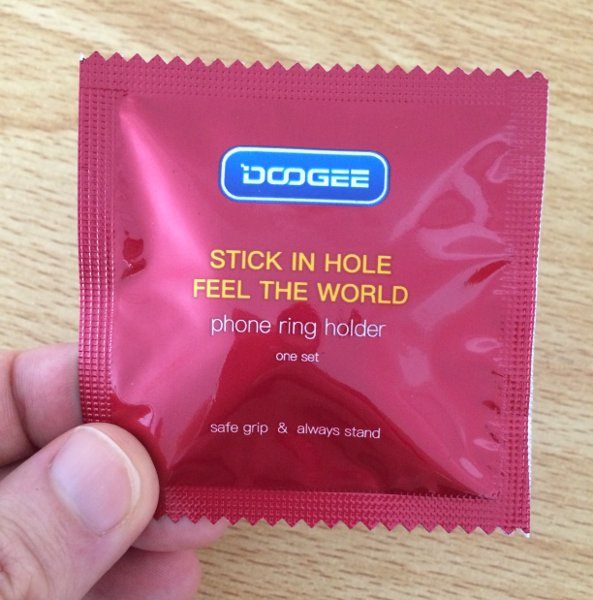 DOOGEE
STICK IN HOLE
FEEL THE WORLD
phone ring holder
one set
safe grip & always stand